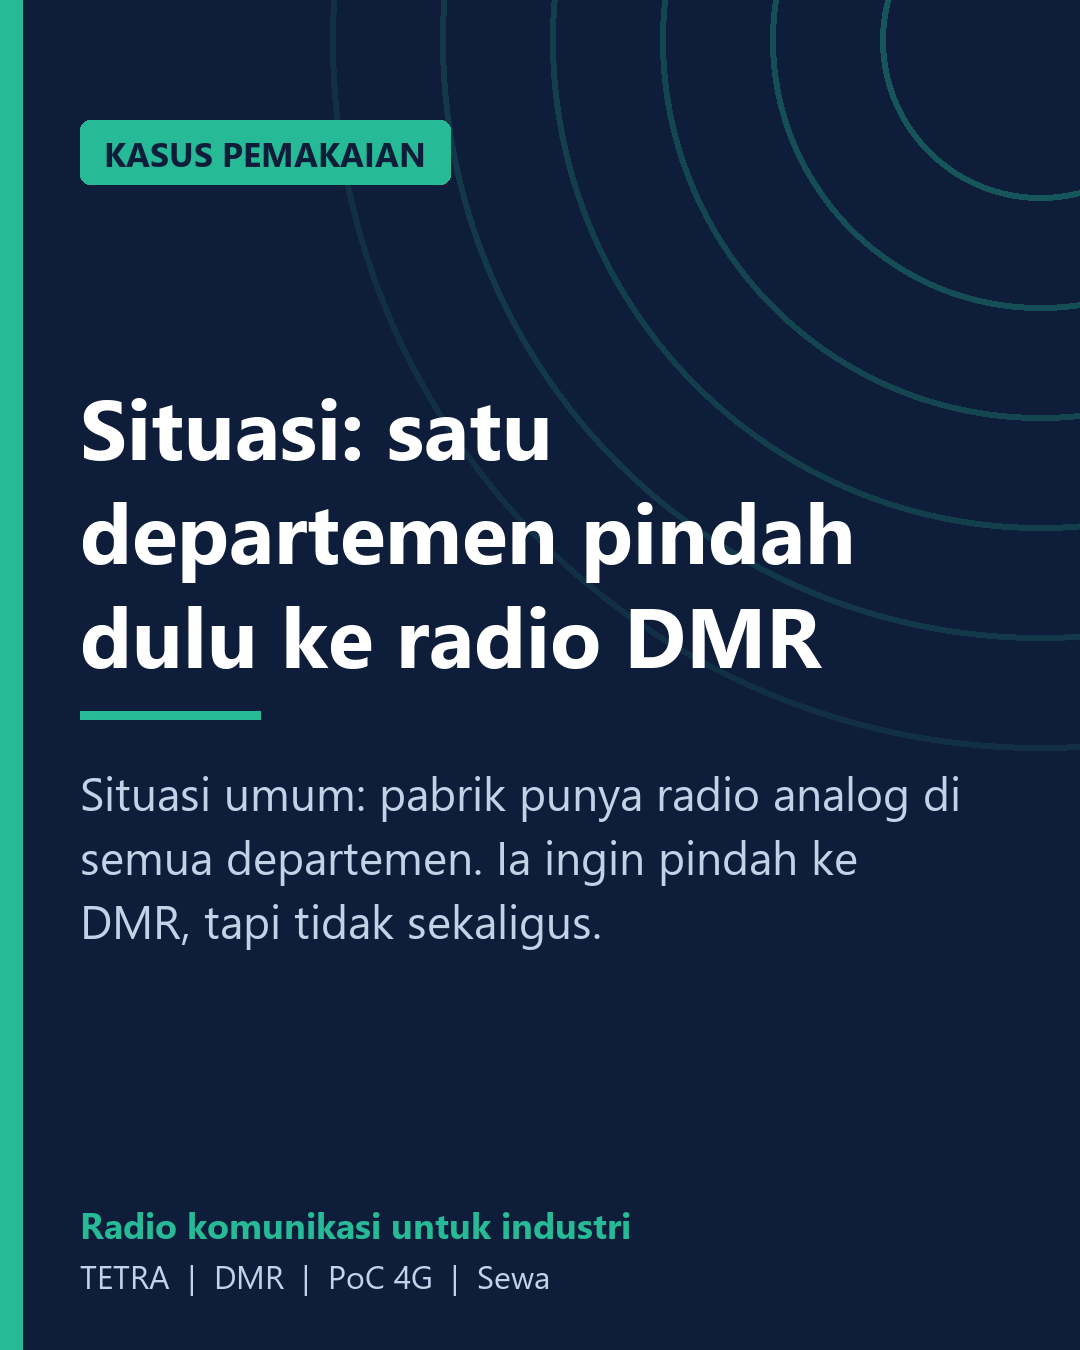 KASUS PEMAKAIAN
Situasi: satu
departemen pindah
dulu ke radio DMR
Situasi umum: pabrik punya radio analog di
semua departemen. Ia ingin pindah ke
DMR, tapi tidak sekaligus.
Radio komunikasi untuk industri
TETRA | DMR | PoC 4G | Sewa